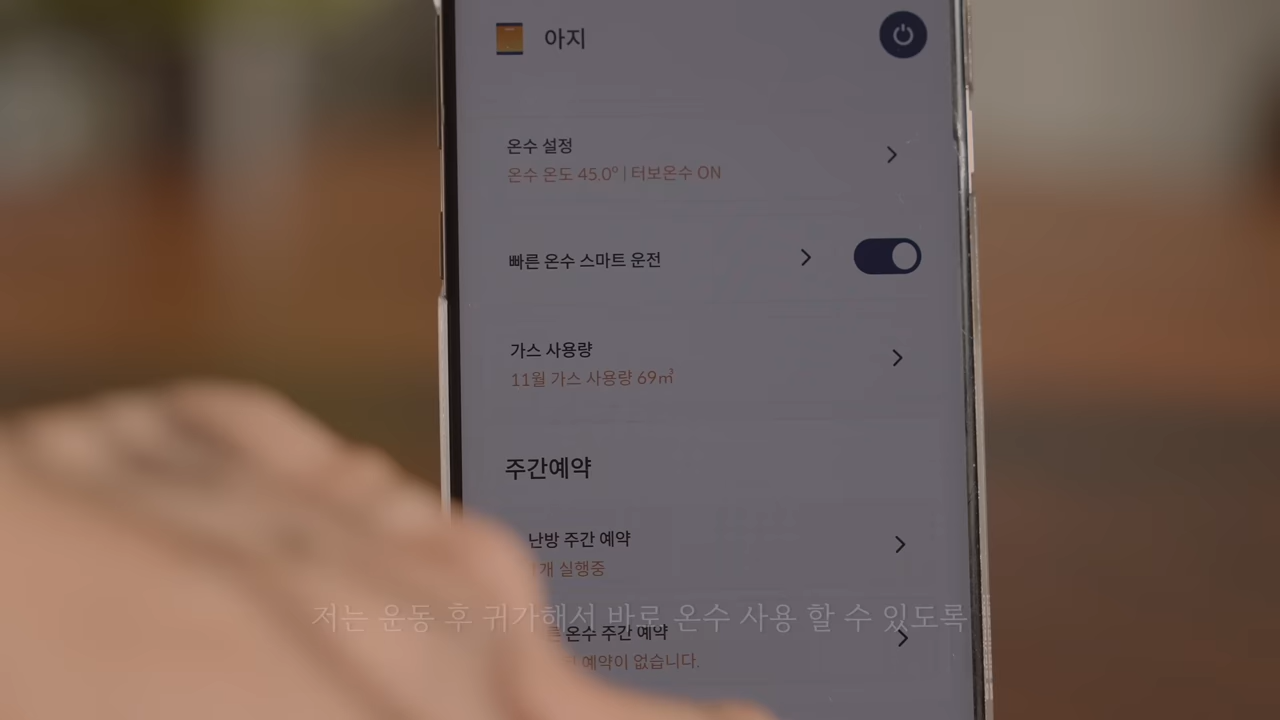 아지
온수 설정
온수 온도 45.0° | 터보온수 ON
빠른 온수 스마트 운전
가스 사용량
11월 가스 사용량 69㎥
주간예약
난방 주간 예약
개 실행중
저는 운동 후 귀가해서 바로 온수 사용 할 수 있도록
온수 주간 예약
예약이 없습니다.